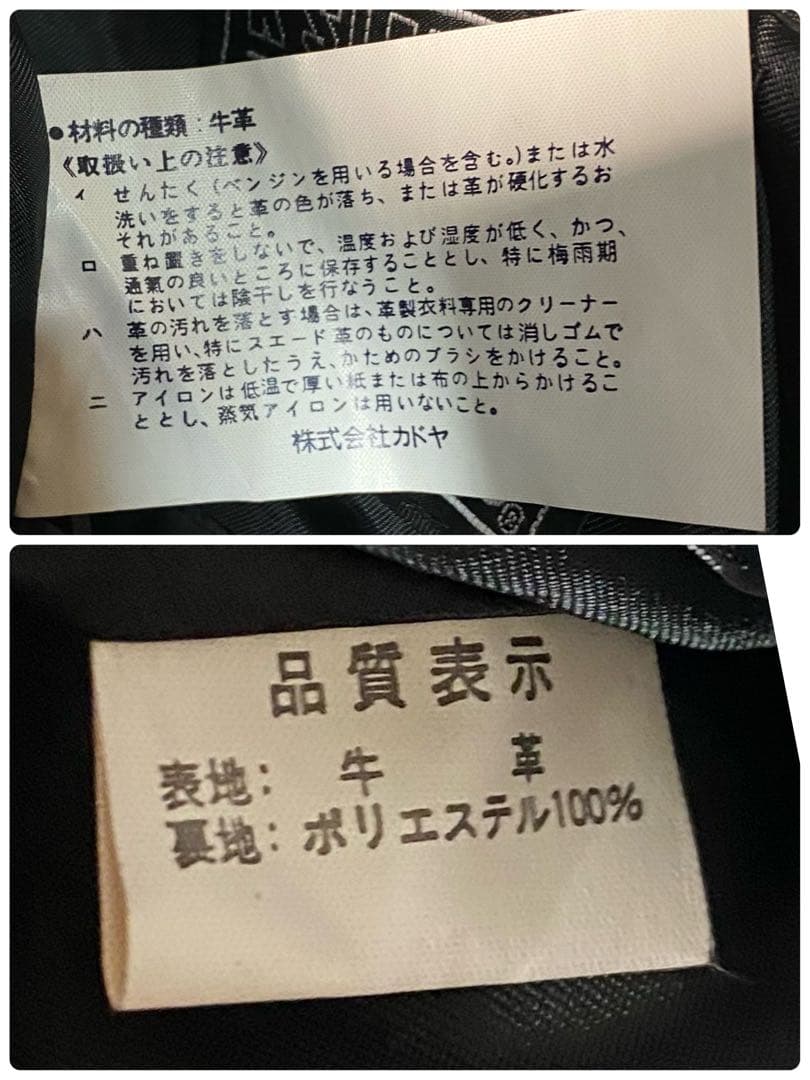 ●材料の種類：牛革
《取扱い上の注意》
イ せんたく（ベンジンを用いる場合を含む。）または水
洗いをすると革の色が落ち、または革が硬化するお
それがあること。
ロ 重ね置きをしないで、温度および湿度が低く、かつ、
通氣の良いところに保存することとし、特に梅雨期
においては陰干しを行なうこと。
ハ 革の汚れを落とす場合は、革製衣料専用のクリーナー
を用い、特にスエード革のものについては消しゴムで
汚れを落としたうえ、かためのブラシをかけること。
ニ アイロンは低温で厚い紙または布の上からかけるこ
ととし、蒸気アイロンは用いないこと。
株式会社カドヤ
品質表示
表地： 牛 革
裏地：ポリエステル100%